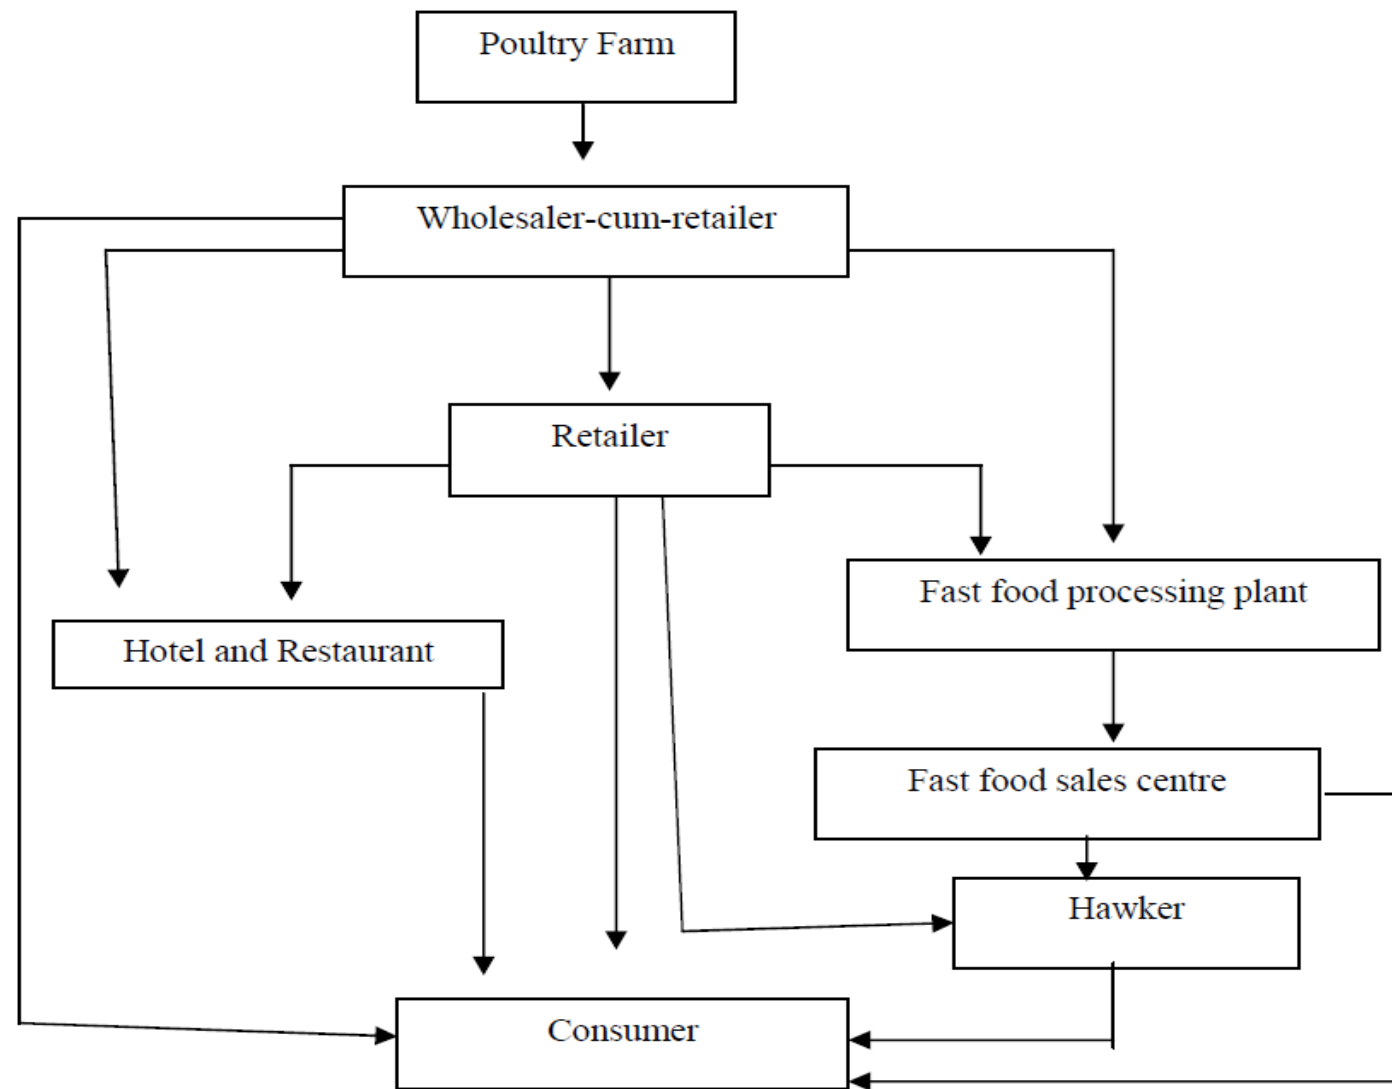 Poultry Farm
Wholesaler-cum-retailer
Retailer
Fast food processing plant
Hotel and Restaurant
Fast food sales centre
Hawker
Consumer